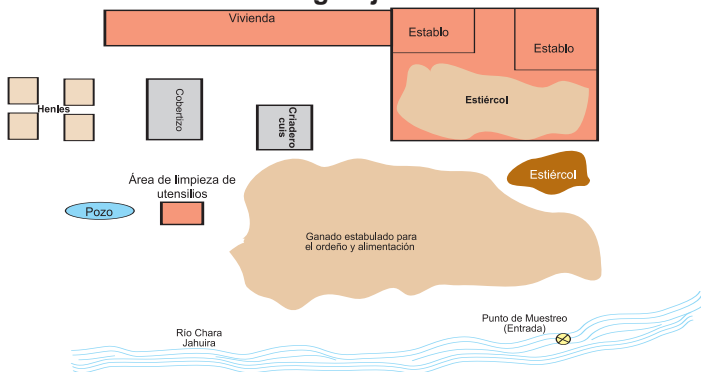 Vivienda
Establo
Establo
Estiércol
Henles
Cobertizo
Criadero
cuis
Estiércol
Área de limpieza de
utensilios
Pozo
Ganado estabulado para
el ordeño y alimentación
Punto de Muestreo
(Entrada)
Río Chara
Jahuira